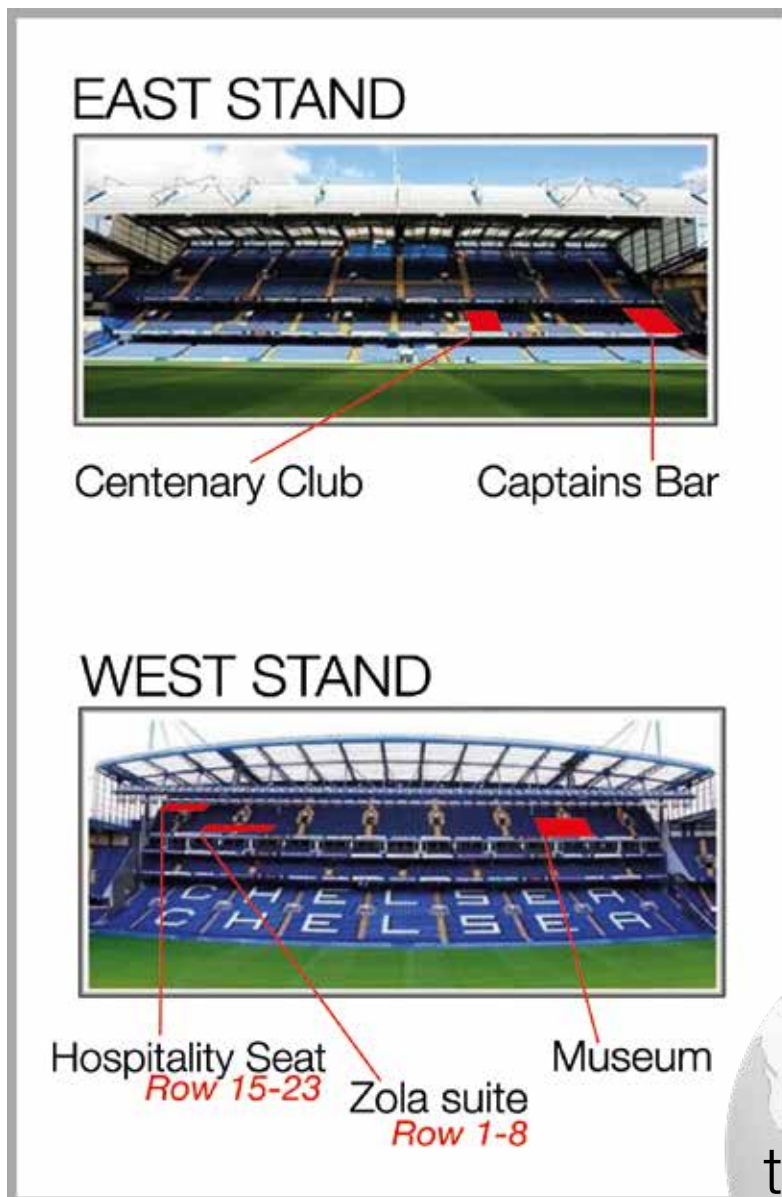 EAST STAND
Centenary Club
Captains Bar
WEST STAND
CHELSEA
CHELSEA
Hospitality Seat
Row 15-23
Zola suite
Row 1-8
Museum
t